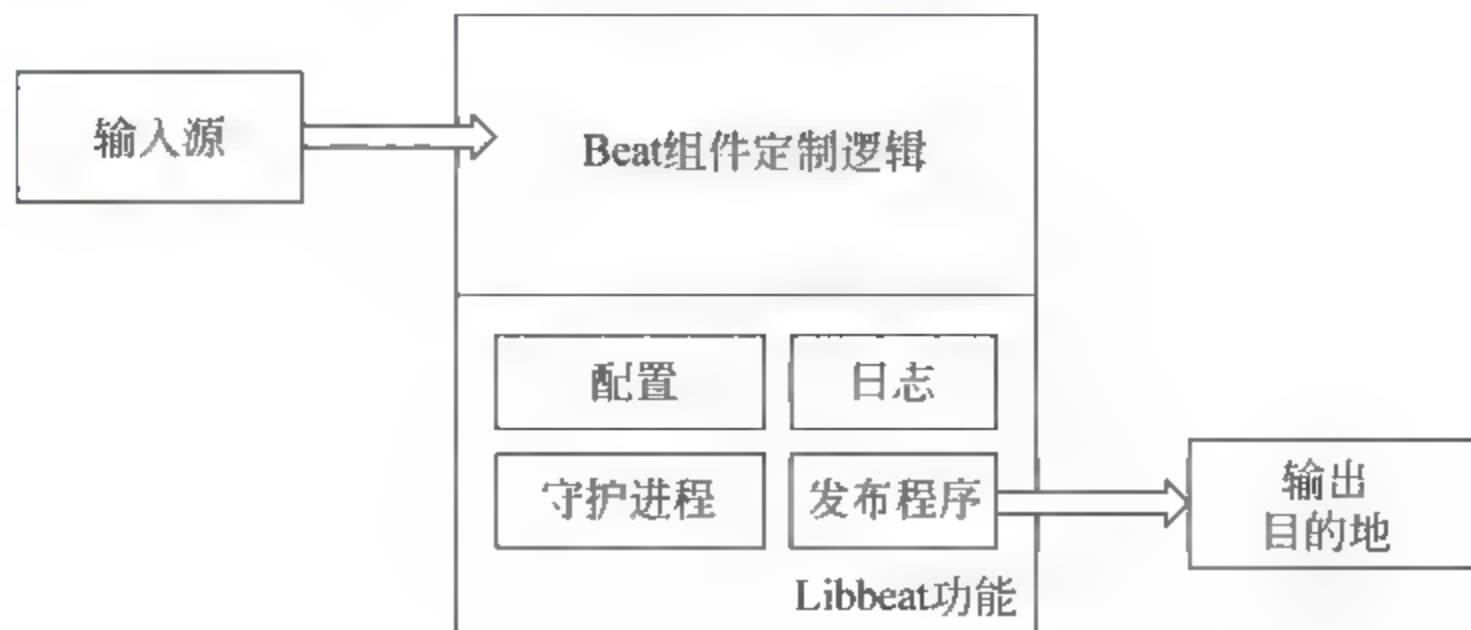 输入源
Beat组件定制逻辑
配置
日志
守护进程
发布程序
输出
目的地
Libbeat功能